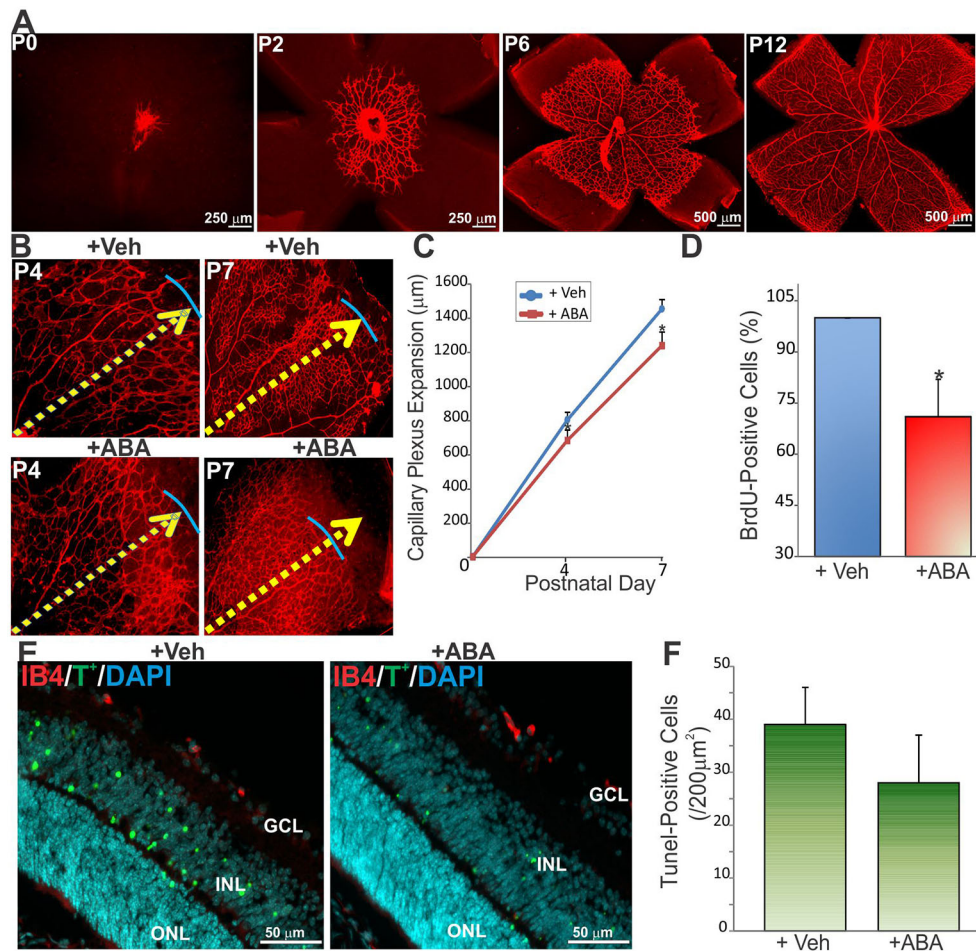 A
P0
P2
P6
P12
250 µm
250 µm
500 µm
500 µm
B
+Veh
+Veh
P4
P7
+ABA
+ABA
P4
P7
C
Capillary Plexus Expansion (µm)
1600
1400
1200
1000
800
600
400
200
0
+ Veh
+ ABA
*
*
4
7
Postnatal Day
D
BrdU-Positive Cells (%)
105
90
75
60
45
30
*
+ Veh
+ABA
E
+Veh
+ABA
IB4/T⁺/DAPI
IB4/T⁺/DAPI
GCL
INL
ONL
50 µm
GCL
INL
ONL
50 µm
F
Tunel-Positive Cells
(/200µm²)
50
40
30
20
10
0
+ Veh
+ABA